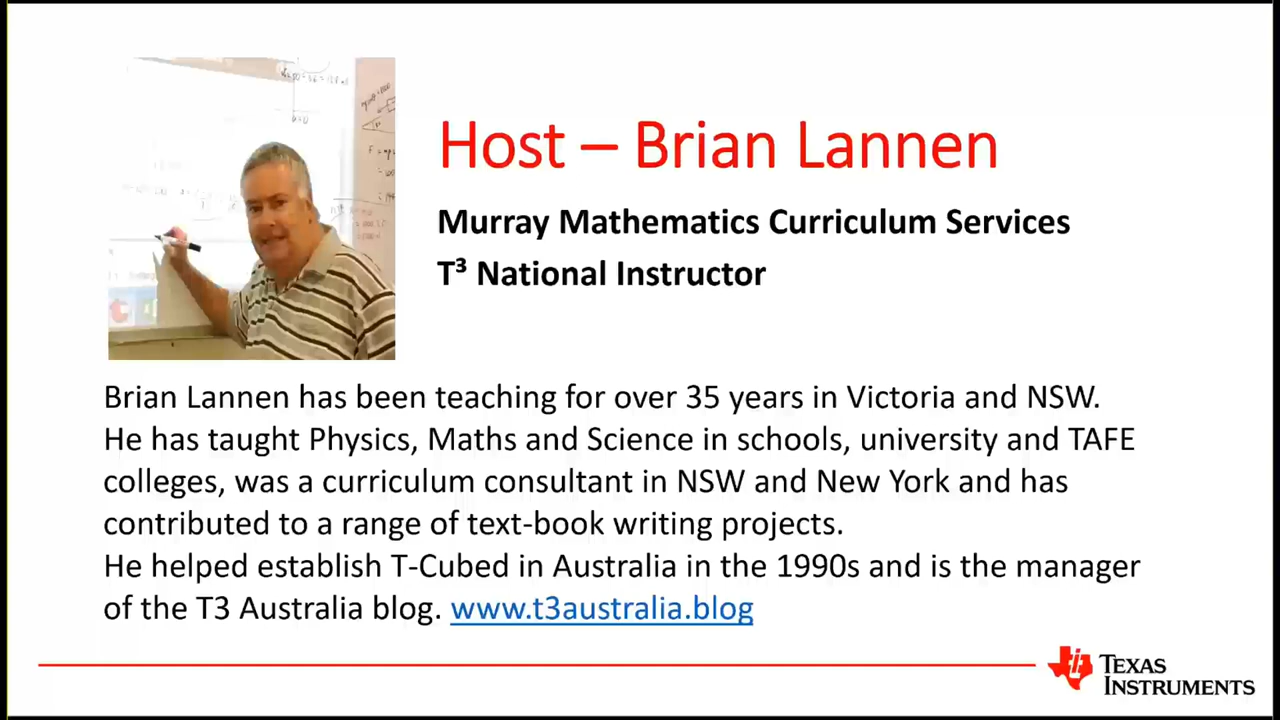 Host – Brian Lannen
Murray Mathematics Curriculum Services
T³ National Instructor
Brian Lannen has been teaching for over 35 years in Victoria and NSW.
He has taught Physics, Maths and Science in schools, university and TAFE
colleges, was a curriculum consultant in NSW and New York and has
contributed to a range of text-book writing projects.
He helped establish T-Cubed in Australia in the 1990s and is the manager
of the T3 Australia blog. www.t3australia.blog
TEXAS
INSTRUMENTS